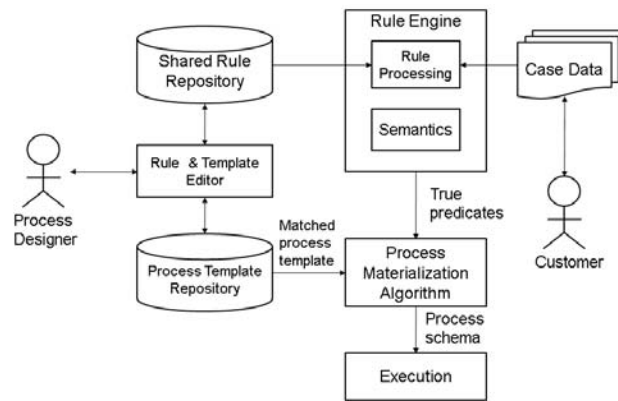 Rule Engine
Shared Rule
Repository
Rule
Processing
Case Data
Semantics
Rule & Template
Editor
Process
Designer
True
predicates
Matched
process
template
Customer
Process Template
Repository
Process
Materialization
Algorithm
Process
schema
Execution